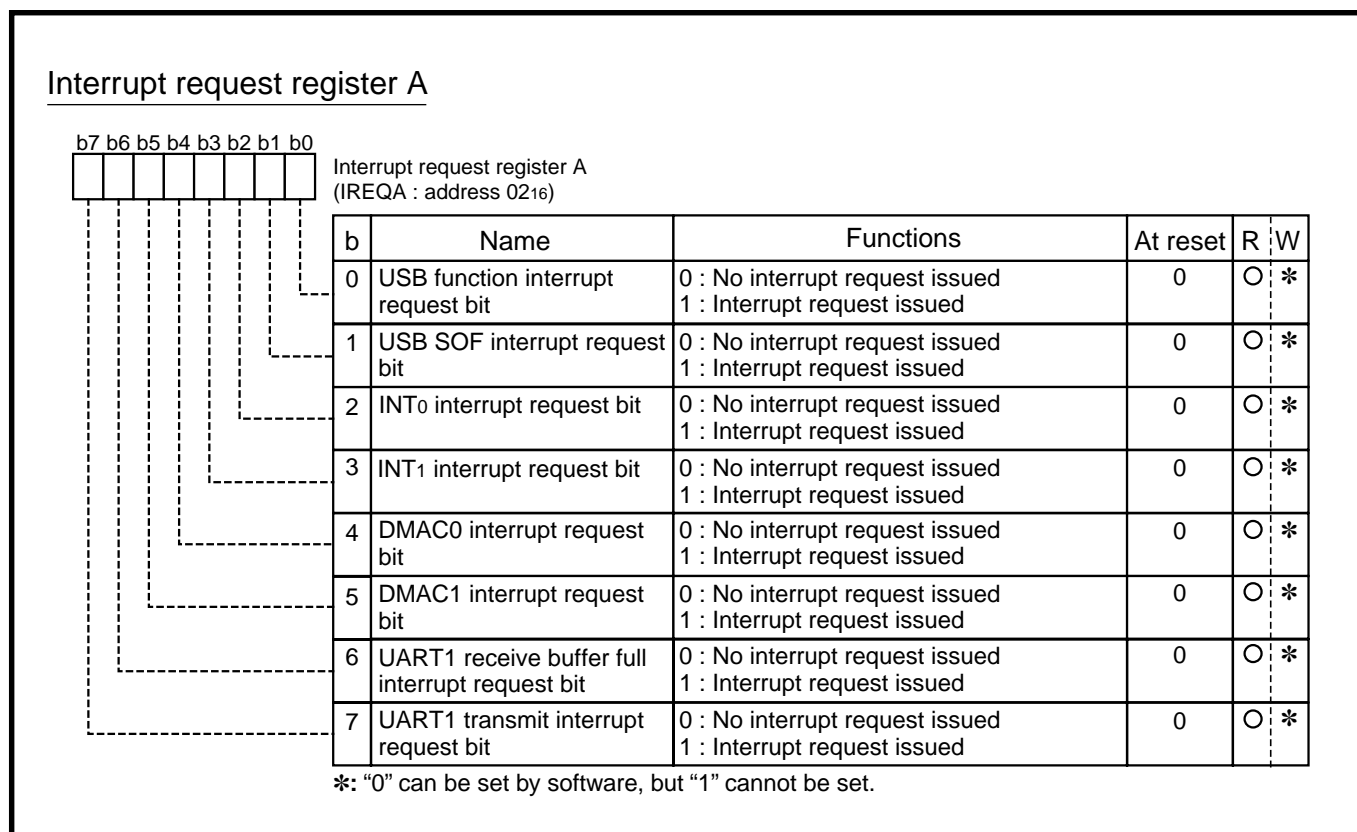 Interrupt request register A
b7 b6 b5 b4 b3 b2 b1 b0
Interrupt request register A
(IREQA : address 0216)
b Name Functions At reset R W
0 USB function interrupt 0 : No interrupt request issued 0 O ✻
request bit 1 : Interrupt request issued
1 USB SOF interrupt request 0 : No interrupt request issued 0 O ✻
bit 1 : Interrupt request issued
2 INT0 interrupt request bit 0 : No interrupt request issued 0 O ✻
1 : Interrupt request issued
3 INT1 interrupt request bit 0 : No interrupt request issued 0 O ✻
1 : Interrupt request issued
4 DMAC0 interrupt request 0 : No interrupt request issued 0 O ✻
bit 1 : Interrupt request issued
5 DMAC1 interrupt request 0 : No interrupt request issued 0 O ✻
bit 1 : Interrupt request issued
6 UART1 receive buffer full 0 : No interrupt request issued 0 O ✻
interrupt request bit 1 : Interrupt request issued
7 UART1 transmit interrupt 0 : No interrupt request issued 0 O ✻
request bit 1 : Interrupt request issued
✻: “0” can be set by software, but “1” cannot be set.